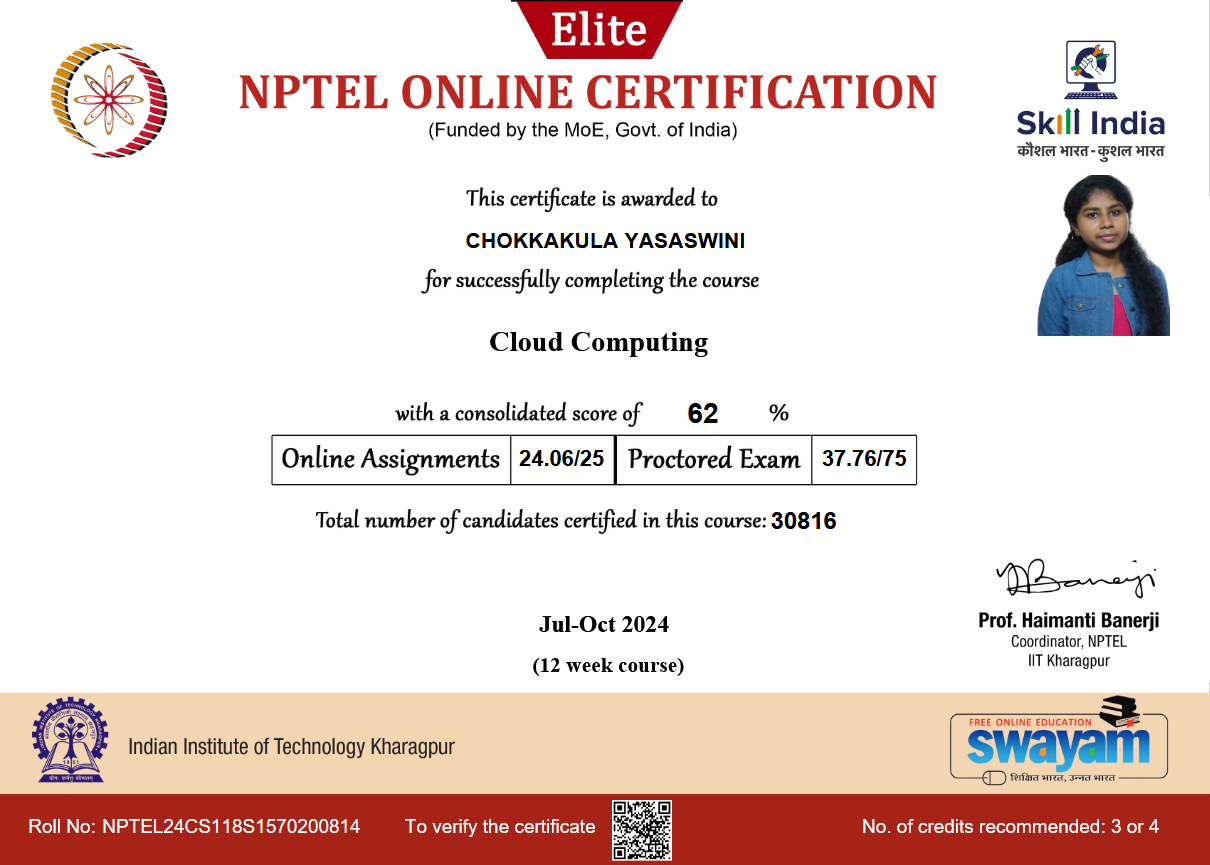 Elite
NPTEL ONLINE CERTIFICATION
(Funded by the MoE, Govt. of India)
Skill India
कौशल भारत - कुशल भारत
This certificate is awarded to
CHOKKAKULA YASASWINI
for successfully completing the course
Cloud Computing
with a consolidated score of 62 %
Online Assignments 24.06/25 Proctored Exam 37.76/75
Total number of candidates certified in this course: 30816
Banerji
Prof. Haimanti Banerji
Coordinator, NPTEL
IIT Kharagpur
Jul-Oct 2024
(12 week course)
Indian Institute of Technology Kharagpur
1951
FREE ONLINE EDUCATION
swayam
शिक्षित भारत, उन्नत भारत
Roll No: NPTEL24CS118S1570200814
To verify the certificate
No. of credits recommended: 3 or 4